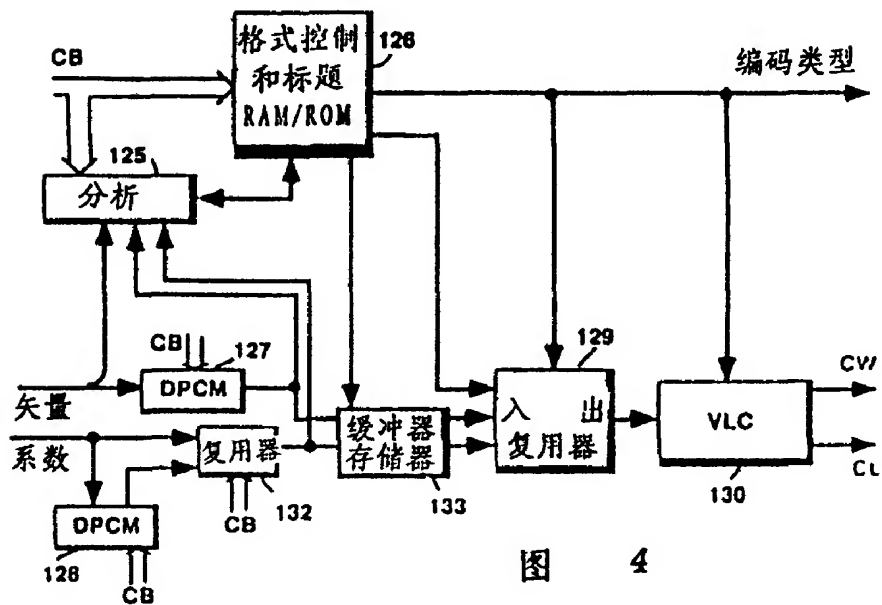 CB
格式控制
和标题
RAM/ROM
126
编码类型
125
分析
CB
127
DPCM
矢量
系数
复用器
132
CB
DPCM
128
CB
缓冲器
存储器
133
129
入 出
复用器
VLC
130
CW
CL
图 4